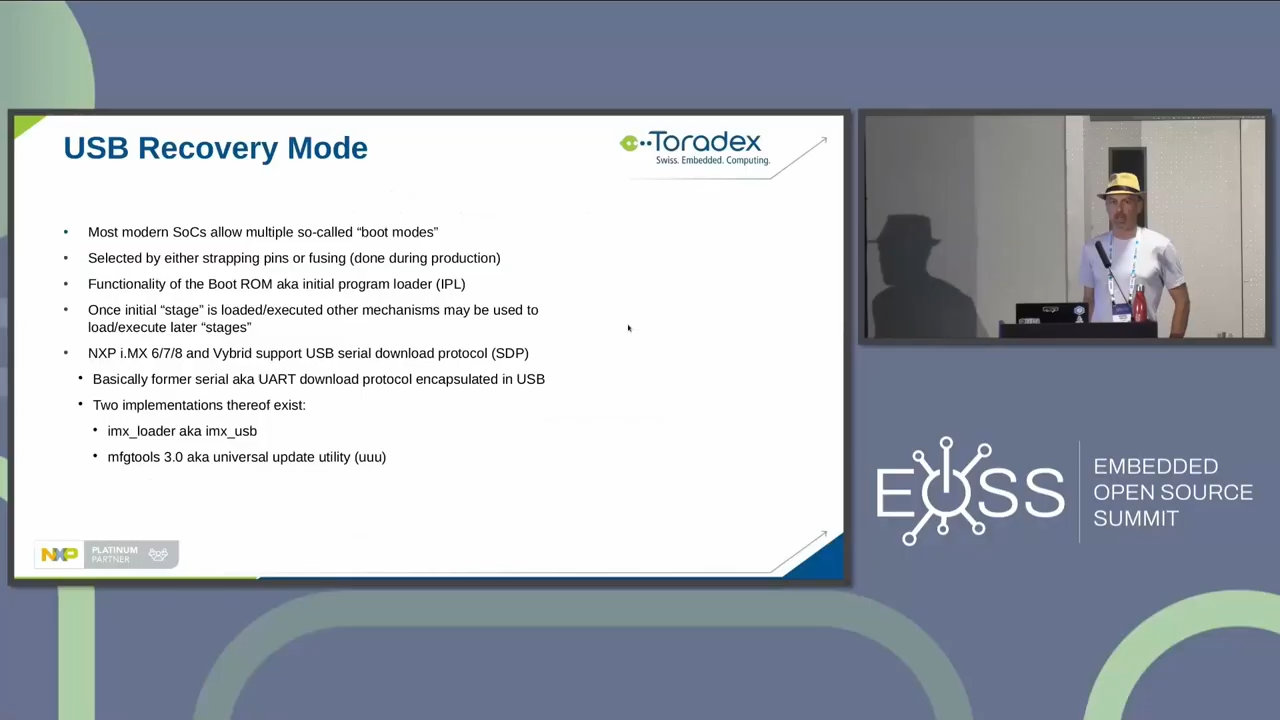 USB Recovery Mode
Toradex
Swiss. Embedded. Computing.
• Most modern SoCs allow multiple so-called “boot modes”
• Selected by either strapping pins or fusing (done during production)
• Functionality of the Boot ROM aka initial program loader (IPL)
• Once initial “stage” is loaded/executed other mechanisms may be used to
load/execute later “stages”
• NXP i.MX 6/7/8 and Vybrid support USB serial download protocol (SDP)
• Basically former serial aka UART download protocol encapsulated in USB
• Two implementations thereof exist:
• imx_loader aka imx_usb
• mfgtools 3.0 aka universal update utility (uuu)
NXP
PLATINUM
PARTNER
EOSS
EMBEDDED
OPEN SOURCE
SUMMIT